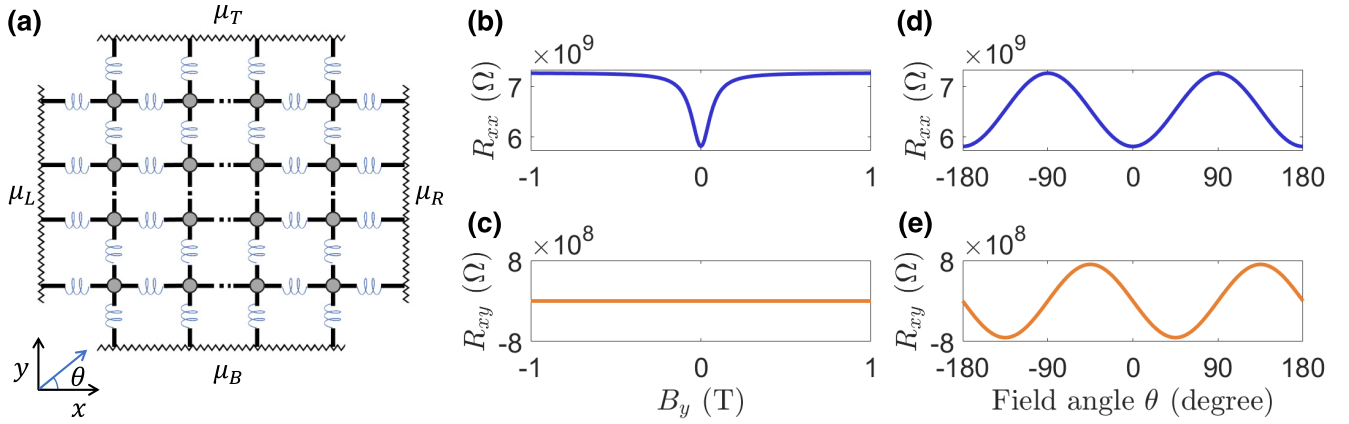 (a)
μ_T
μ_L
μ_R
μ_B
y
θ
x
(b)
×10^9
R_xx (Ω)
7
6
-1
0
1
(c)
×10^8
R_xy (Ω)
8
-8
-1
0
1
B_y (T)
(d)
×10^9
R_xx (Ω)
7
6
-180
-90
0
90
180
(e)
×10^8
R_xy (Ω)
8
-8
-180
-90
0
90
180
Field angle θ (degree)